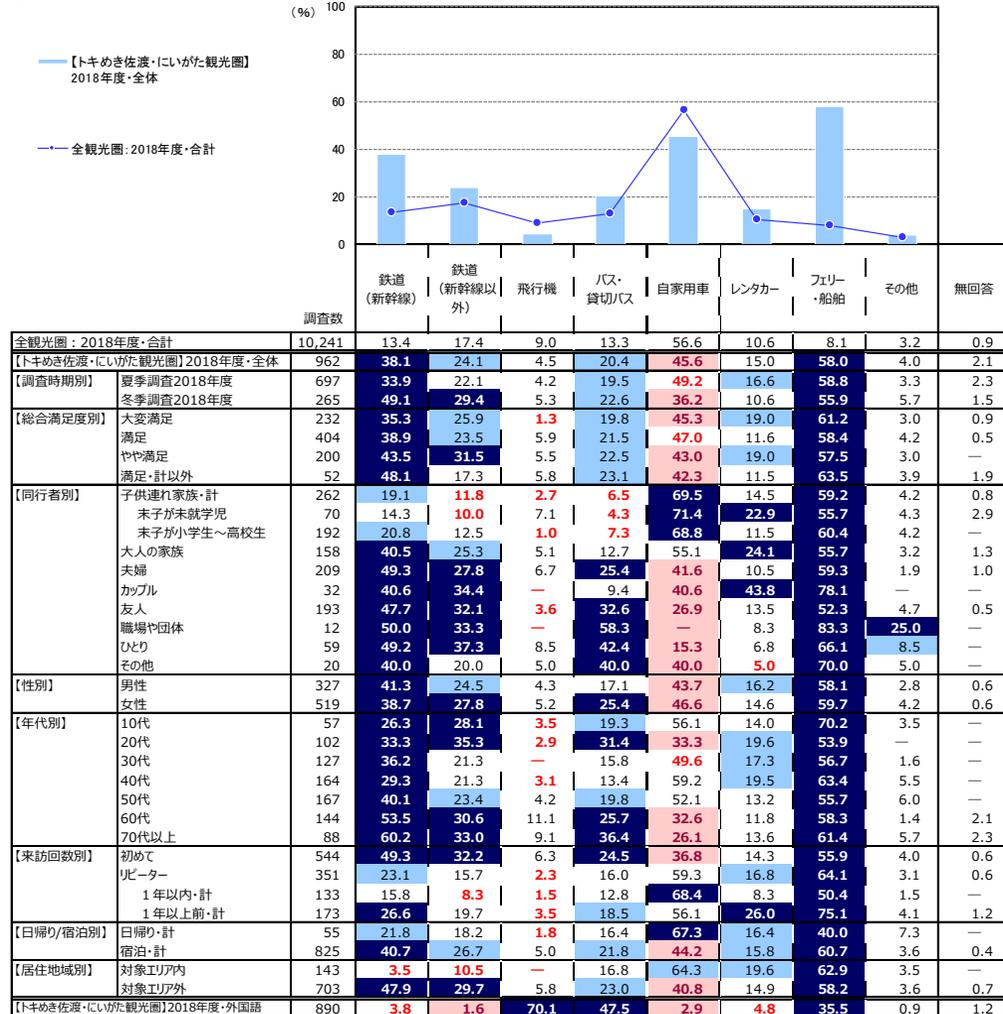 (%)
100
80
60
40
20
0
【トキめき佐渡・にいがた観光圏】
2018年度・全体
全観光圏:2018年度・合計
調査数 鉄道(新幹線) 鉄道(新幹線以外) 飛行機 バス・貸切バス 自家用車 レンタカー フェリー・船舶 その他 無回答
全観光圏:2018年度・合計 10,241 13.4 17.4 9.0 13.3 56.6 10.6 8.1 3.2 0.9
【トキめき佐渡・にいがた観光圏】2018年度・全体 962 38.1 24.1 4.5 20.4 45.6 15.0 58.0 4.0 2.1
【調査時期別】 夏季調査2018年度 697 33.9 22.1 4.2 19.5 49.2 16.6 58.8 3.3 2.3
冬季調査2018年度 265 49.1 29.4 5.3 22.6 36.2 10.6 55.9 5.7 1.5
【総合満足度別】 大変満足 232 35.3 25.9 1.3 19.8 45.3 19.0 61.2 3.0 0.9
満足 404 38.9 23.5 5.9 21.5 47.0 11.6 58.4 4.2 0.5
やや満足 200 43.5 31.5 5.5 22.5 43.0 19.0 57.5 3.0 —
満足・計以外 52 48.1 17.3 5.8 23.1 42.3 11.5 63.5 3.9 1.9
【同行者別】 子供連れ家族・計 262 19.1 11.8 2.7 6.5 69.5 14.5 59.2 4.2 0.8
末子が未就学児 70 14.3 10.0 7.1 4.3 71.4 22.9 55.7 4.3 2.9
末子が小学生~高校生 192 20.8 12.5 1.0 7.3 68.8 11.5 60.4 4.2 —
大人の家族 158 40.5 25.3 5.1 12.7 55.1 24.1 55.7 3.2 1.3
夫婦 209 49.3 27.8 6.7 25.4 41.6 10.5 59.3 1.9 1.0
カップル 32 40.6 34.4 — 9.4 40.6 43.8 78.1 — —
友人 193 47.7 32.1 3.6 32.6 26.9 13.5 52.3 4.7 0.5
職場や団体 12 50.0 33.3 — 58.3 — 8.3 83.3 25.0 —
ひとり 59 49.2 37.3 8.5 42.4 15.3 6.8 66.1 8.5 —
その他 20 40.0 20.0 5.0 40.0 40.0 5.0 70.0 5.0 —
【性別】 男性 327 41.3 24.5 4.3 17.1 43.7 16.2 58.1 2.8 0.6
女性 519 38.7 27.8 5.2 25.4 46.6 14.6 59.7 4.2 0.6
【年代別】 10代 57 26.3 28.1 3.5 19.3 56.1 14.0 70.2 3.5 —
20代 102 33.3 35.3 2.9 31.4 33.3 19.6 53.9 — —
30代 127 36.2 21.3 — 15.8 49.6 17.3 56.7 1.6 —
40代 164 29.3 21.3 3.1 13.4 59.2 19.5 63.4 5.5 —
50代 167 40.1 23.4 4.2 19.8 52.1 13.2 55.7 6.0 —
60代 144 53.5 30.6 11.1 25.7 32.6 11.8 58.3 1.4 2.1
70代以上 88 60.2 33.0 9.1 36.4 26.1 13.6 61.4 5.7 2.3
【来訪回数別】 初めて 544 49.3 32.2 6.3 24.5 36.8 14.3 55.9 4.0 0.6
リピーター 351 23.1 15.7 2.3 16.0 59.3 16.8 64.1 3.1 0.6
1年以内・計 133 15.8 8.3 1.5 12.8 68.4 8.3 50.4 1.5 —
1年以上前・計 173 26.6 19.7 3.5 18.5 56.1 26.0 75.1 4.1 1.2
【日帰り/宿泊別】 日帰り・計 55 21.8 18.2 1.8 16.4 67.3 16.4 40.0 7.3 —
宿泊・計 825 40.7 26.7 5.0 21.8 44.2 15.8 60.7 3.6 0.4
【居住地域別】 対象エリア内 143 3.5 10.5 — 16.8 64.3 19.6 62.9 3.5 —
対象エリア外 703 47.9 29.7 5.8 23.0 40.8 14.9 58.2 3.6 0.7
【トキめき佐渡・にいがた観光圏】2018年度・外国語 890 3.8 1.6 70.1 47.5 2.9 4.8 35.5 0.9 1.2